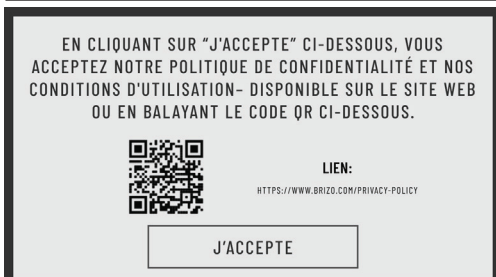 EN CLIQUANT SUR “J'ACCEPTE” CI-DESSOUS, VOUS
ACCEPTEZ NOTRE POLITIQUE DE CONFIDENTIALITÉ ET NOS
CONDITIONS D'UTILISATION– DISPONIBLE SUR LE SITE WEB
OU EN BALAYANT LE CODE QR CI-DESSOUS.
LIEN:
HTTPS://WWW.BRIZO.COM/PRIVACY-POLICY
J’ACCEPTE